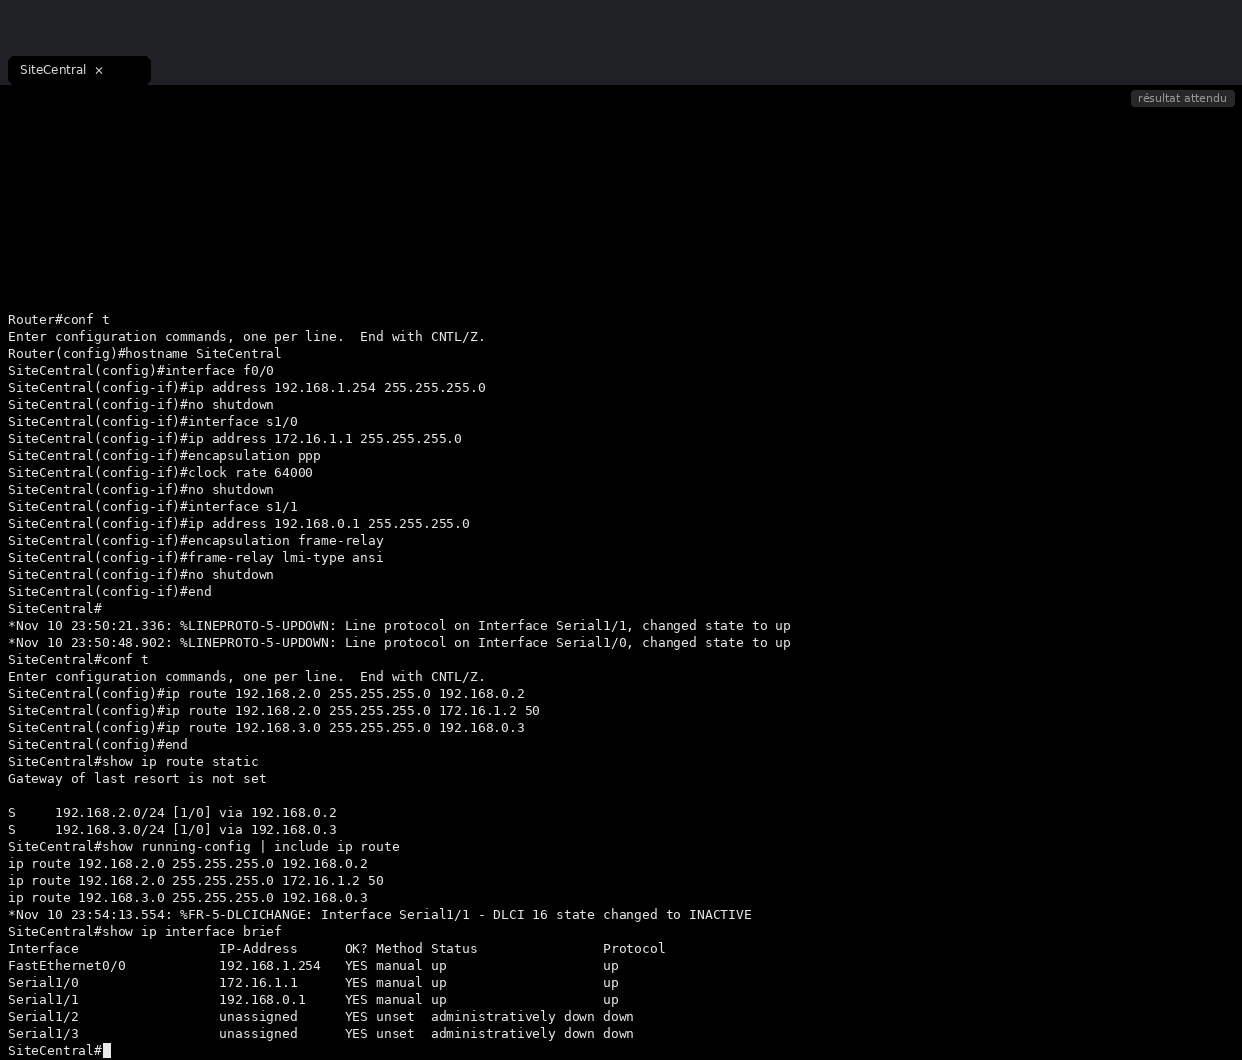 SiteCentral ×
résultat attendu
Router#conf t
Enter configuration commands, one per line.  End with CNTL/Z.
Router(config)#hostname SiteCentral
SiteCentral(config)#interface f0/0
SiteCentral(config-if)#ip address 192.168.1.254 255.255.255.0
SiteCentral(config-if)#no shutdown
SiteCentral(config-if)#interface s1/0
SiteCentral(config-if)#ip address 172.16.1.1 255.255.255.0
SiteCentral(config-if)#encapsulation ppp
SiteCentral(config-if)#clock rate 64000
SiteCentral(config-if)#no shutdown
SiteCentral(config-if)#interface s1/1
SiteCentral(config-if)#ip address 192.168.0.1 255.255.255.0
SiteCentral(config-if)#encapsulation frame-relay
SiteCentral(config-if)#frame-relay lmi-type ansi
SiteCentral(config-if)#no shutdown
SiteCentral(config-if)#end
SiteCentral#
*Nov 10 23:50:21.336: %LINEPROTO-5-UPDOWN: Line protocol on Interface Serial1/1, changed state to up
*Nov 10 23:50:48.902: %LINEPROTO-5-UPDOWN: Line protocol on Interface Serial1/0, changed state to up
SiteCentral#conf t
Enter configuration commands, one per line.  End with CNTL/Z.
SiteCentral(config)#ip route 192.168.2.0 255.255.255.0 192.168.0.2
SiteCentral(config)#ip route 192.168.2.0 255.255.255.0 172.16.1.2 50
SiteCentral(config)#ip route 192.168.3.0 255.255.255.0 192.168.0.3
SiteCentral(config)#end
SiteCentral#show ip route static
Gateway of last resort is not set

S     192.168.2.0/24 [1/0] via 192.168.0.2
S     192.168.3.0/24 [1/0] via 192.168.0.3
SiteCentral#show running-config | include ip route
ip route 192.168.2.0 255.255.255.0 192.168.0.2
ip route 192.168.2.0 255.255.255.0 172.16.1.2 50
ip route 192.168.3.0 255.255.255.0 192.168.0.3
*Nov 10 23:54:13.554: %FR-5-DLCICHANGE: Interface Serial1/1 - DLCI 16 state changed to INACTIVE
SiteCentral#show ip interface brief
Interface                  IP-Address      OK? Method Status                Protocol
FastEthernet0/0            192.168.1.254   YES manual up                    up
Serial1/0                  172.16.1.1      YES manual up                    up
Serial1/1                  192.168.0.1     YES manual up                    up
Serial1/2                  unassigned      YES unset  administratively down down
Serial1/3                  unassigned      YES unset  administratively down down
SiteCentral#